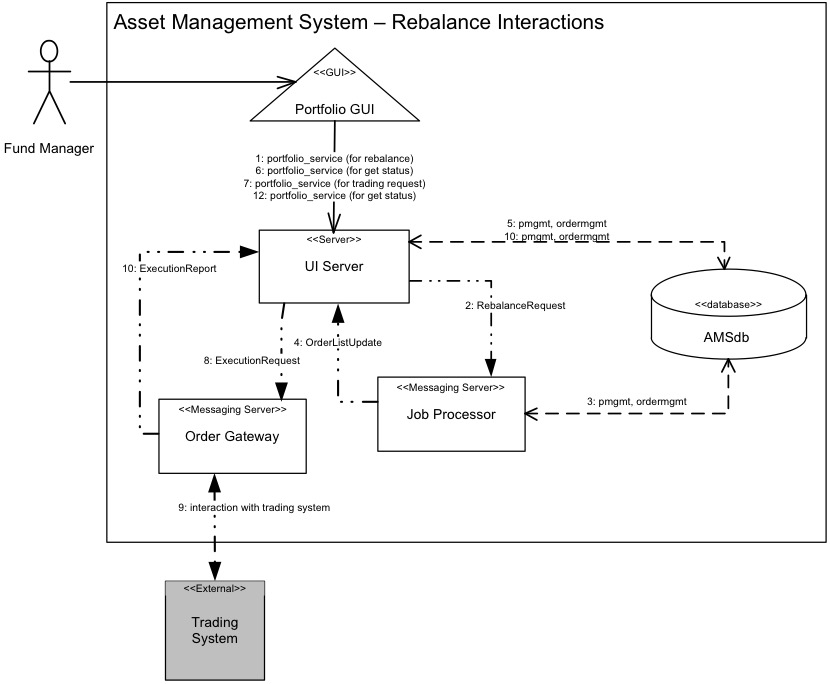 Asset Management System – Rebalance Interactions
<<GUI>>
Portfolio GUI
Fund Manager
1: portfolio_service (for rebalance)
6: portfolio_service (for get status)
7: portfolio_service (for trading request)
12: portfolio_service (for get status)
<<Server>>
UI Server
5: pmgmt, ordermgmt
10: pmgmt, ordermgmt
10: ExecutionReport
2: RebalanceRequest
<<database>>
AMSdb
4: OrderListUpdate
8: ExecutionRequest
<<Messaging Server>>
Job Processor
3: pmgmt, ordermgmt
<<Messaging Server>>
Order Gateway
9: interaction with trading system
<<External>>
Trading
System